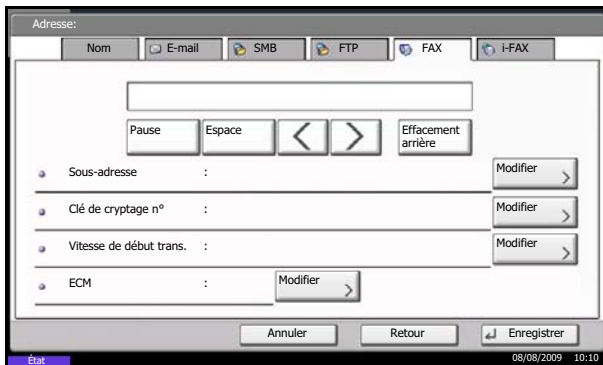 Adresse:
Nom E-mail SMB FTP FAX i-FAX
Pause Espace Effacement arrière
Sous-adresse : Modifier
Clé de cryptage n° : Modifier
Vitesse de début trans. : Modifier
ECM : Modifier
Annuler Retour Enregistrer
État 08/08/2009 10:10